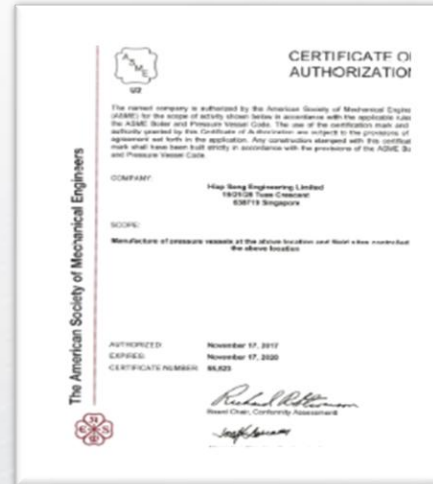 CERTIFICATE O
AUTHORIZATIO
ASME
U2
The named company is authorized by the American Society of Mechanical Engine
(ASME) for the scope of activity shown below in accordance with the applicable rules
the ASME Boiler and Pressure Vessel Code. The use of the certification mark and
authority granted by this Certificate of Authorization are subject to the provisions of
agreement set forth in the application. Any construction stamped with this certificat
mark shall have been built strictly in accordance with the provisions of the ASME Bo
and Pressure Vessel Code.
COMPANY:
Hiap Seng Engineering Limited
Tuas Crescent
638719 Singapore
SCOPE:
Manufacture of pressure vessels at the above location and field sites controlled
the above location
AUTHORIZED: November 17, 2017
EXPIRES: November 17, 2020
CERTIFICATE NUMBER:
Board Chair, Conformity Assessment
The American Society of Mechanical Engineers